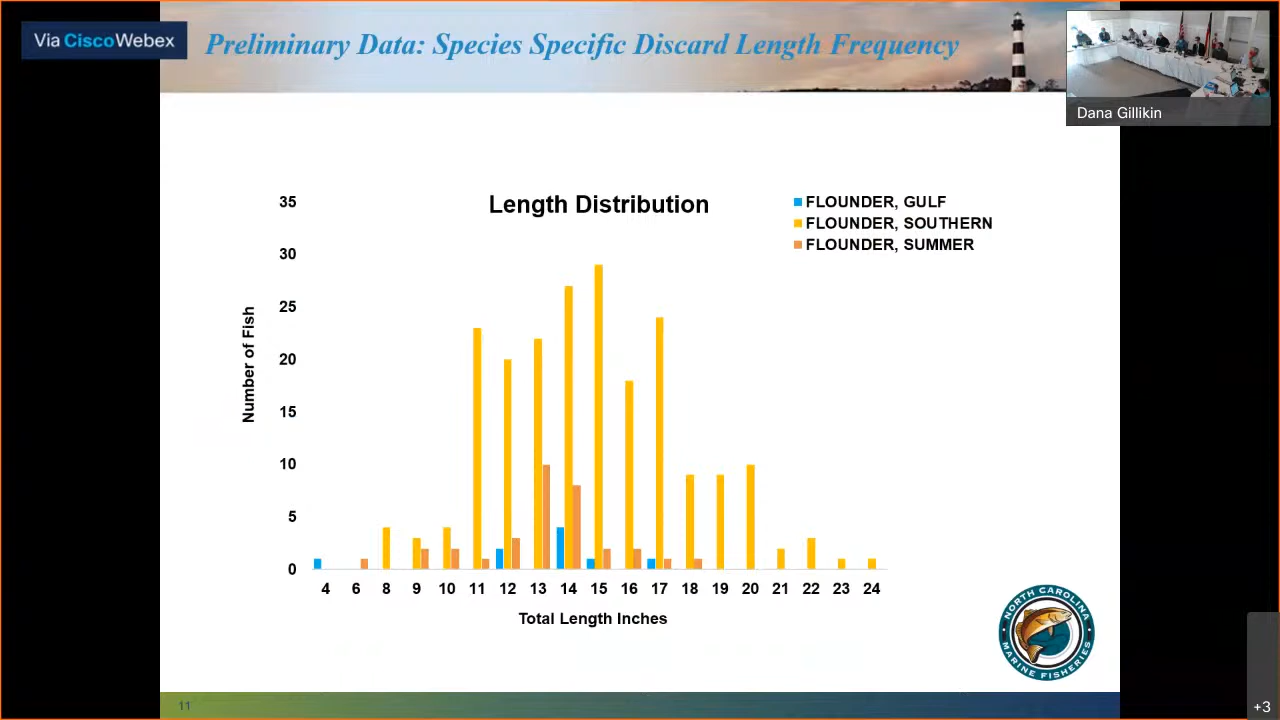 Via CiscoWebex
Preliminary Data: Species Specific Discard Length Frequency
Dana Gillikin
Length Distribution
FLOUNDER, GULF
FLOUNDER, SOUTHERN
FLOUNDER, SUMMER
35
30
25
20
15
10
5
0
Number of Fish
4 6 8 9 10 11 12 13 14 15 16 17 18 19 20 21 22 23 24
Total Length Inches
NORTH CAROLINA
MARINE FISHERIES
11
+3